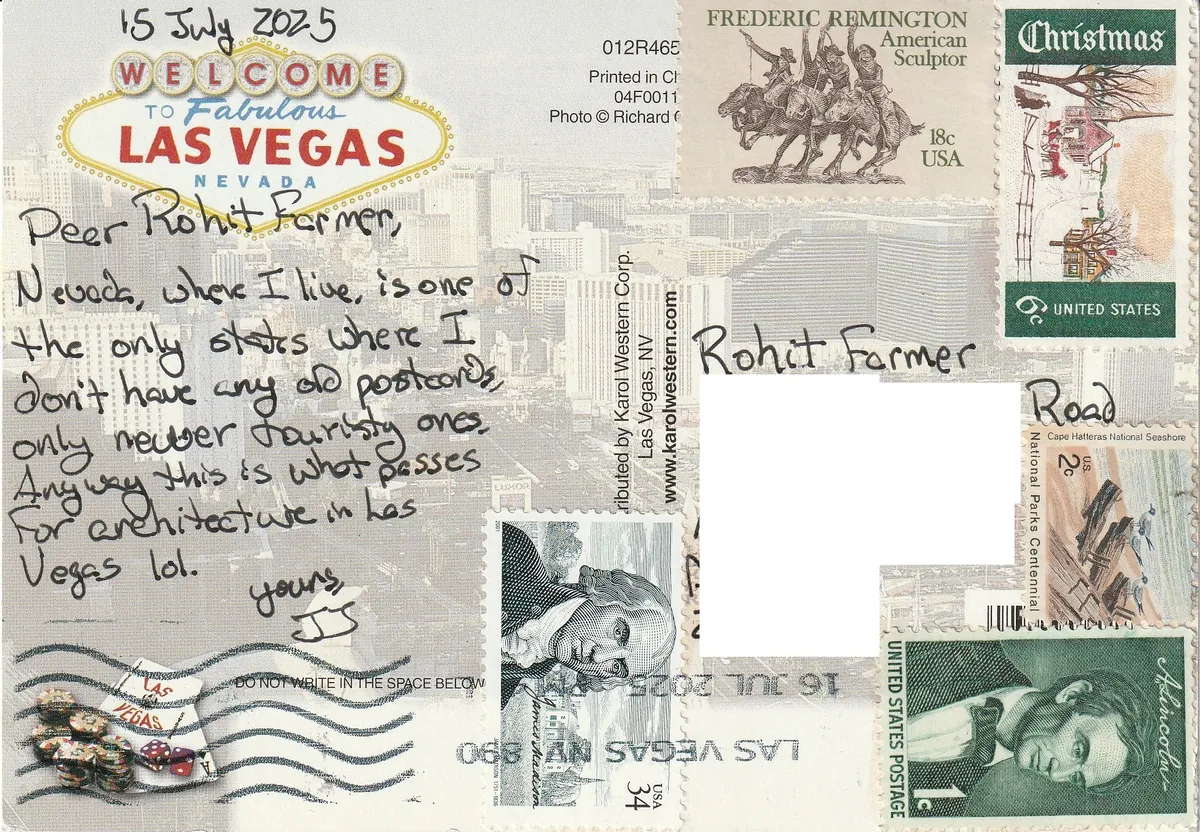 15 July 2025
WELCOME
TO Fabulous
LAS VEGAS
NEVADA
Dear Rohit Farmer,
Nevada, where I live, is one of
the only states where I
don't have any old postcards,
only newer touristy ones.
Anyway this is what passes
For architecture in Las
Vegas lol.
yours,
JS
DO NOT WRITE IN THE SPACE BELOW
LAS
VEGAS
A
LUXOR
012R465
Printed in
04F0011
Photo © Richard
ributed by Karol Western Corp.
Las Vegas, NV
www.karolwestern.com
FREDERIC REMINGTON
American
Sculptor
18c
USA
Christmas
6c UNITED STATES
Rohit Farmer
Road
Cape Hatteras National Seashore
U.S.
2c
National Parks Centennial
2001
James Madison
USA
34
A Lincoln
UNITED STATES POSTAGE
1c
16 JUL 2025 PM
LAS VEGAS NV 890